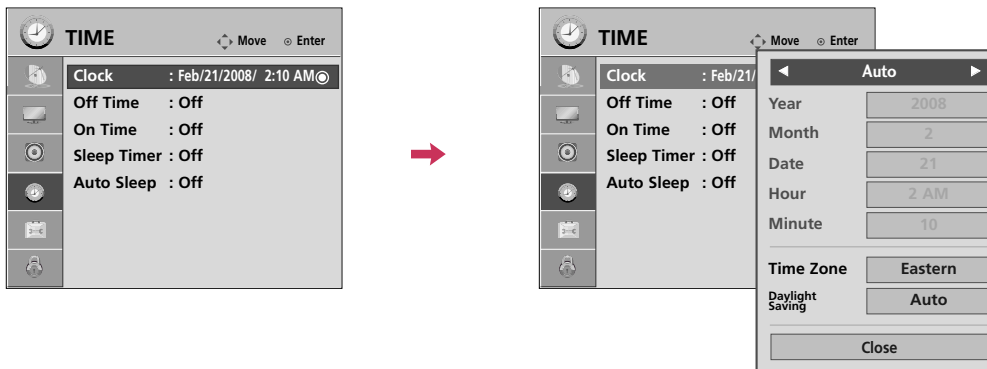 TIME
Move Enter
Clock : Feb/21/2008/ 2:10 AM
Off Time : Off
On Time : Off
Sleep Timer : Off
Auto Sleep : Off
TIME
Move Enter
Clock : Feb/21/
Off Time : Off
On Time : Off
Sleep Timer : Off
Auto Sleep : Off
Auto
Year 2008
Month 2
Date 21
Hour 2 AM
Minute 10
Time Zone Eastern
Daylight
Saving Auto
Close